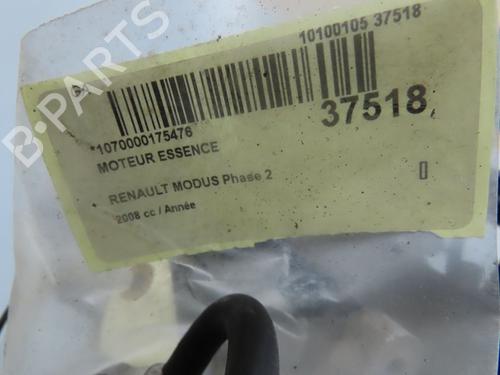 10100105 37518
37518
*1070000175476
MOTEUR ESSENCE
RENAULT MODUS Phase 2
2008 cc / Année
B-PARTS